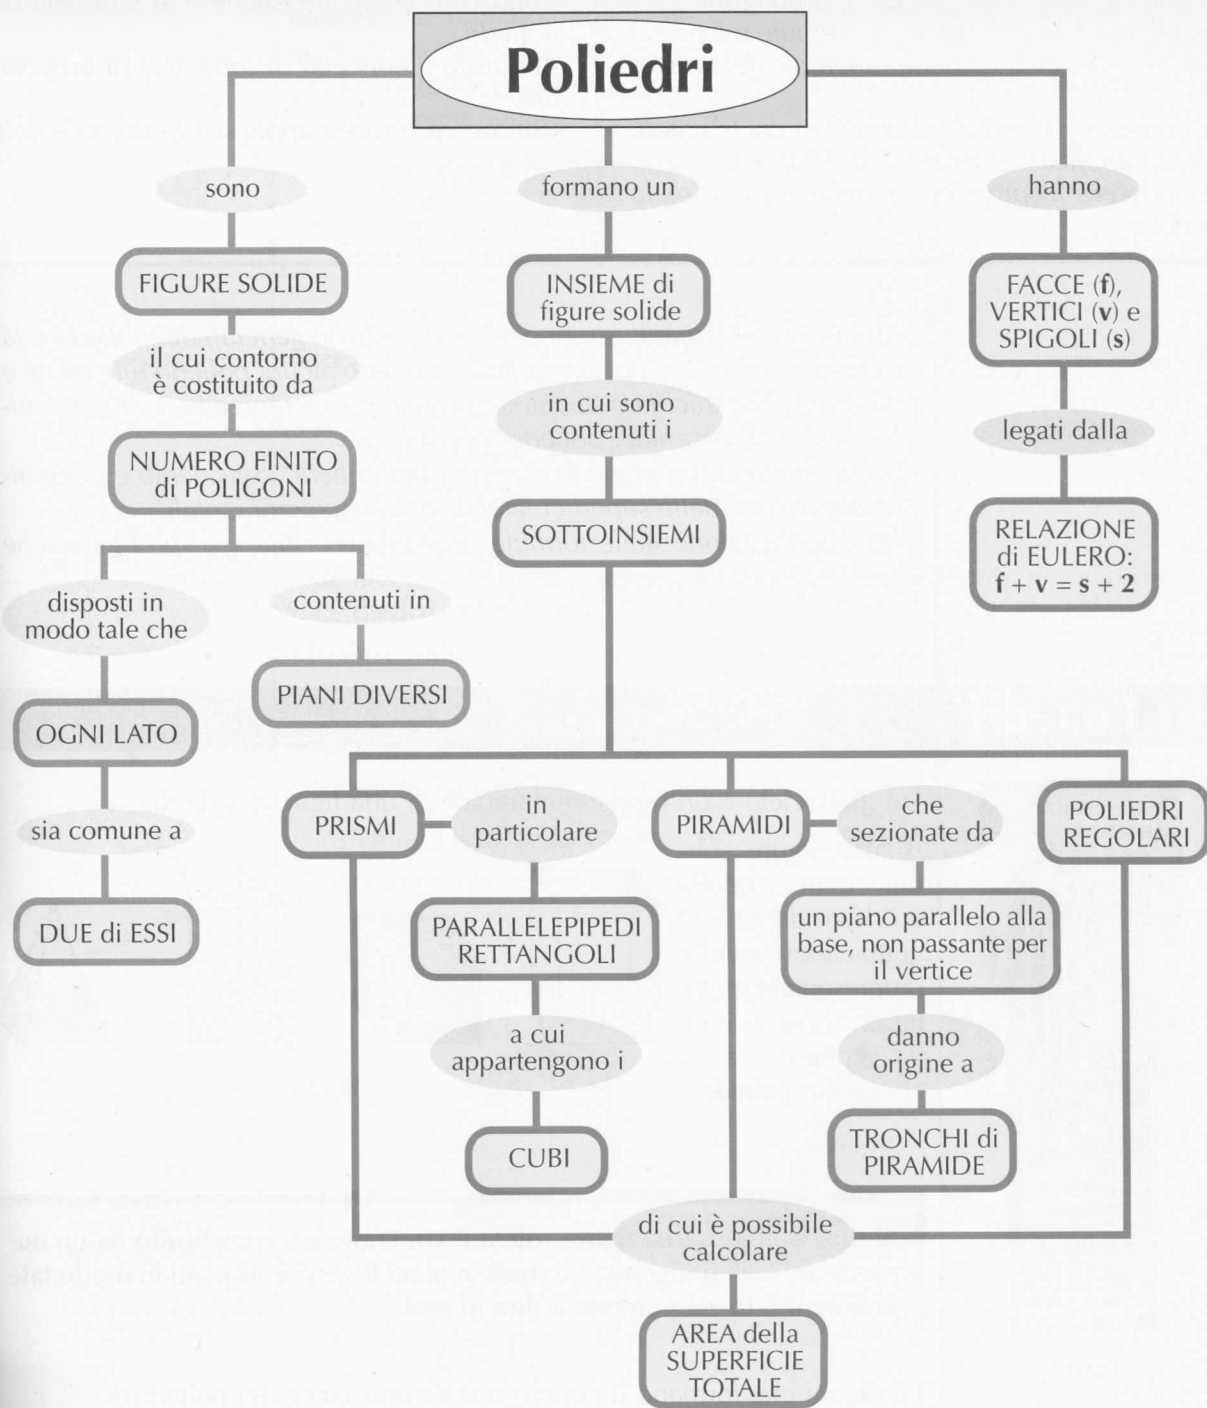 Poliedri
sono
formano un
hanno
FIGURE SOLIDE
INSIEME di
figure solide
FACCE (f),
VERTICI (v) e
SPIGOLI (s)
il cui contorno
è costituito da
in cui sono
contenuti i
legati dalla
NUMERO FINITO
di POLIGONI
SOTTOINSIEMI
RELAZIONE
di EULERO:
f + v = s + 2
disposti in
modo tale che
contenuti in
PIANI DIVERSI
OGNI LATO
sia comune a
DUE di ESSI
PRISMI
in
particolare
PIRAMIDI
che
sezionate da
POLIEDRI
REGOLARI
PARALLELEPIPEDI
RETTANGOLI
un piano parallelo alla
base, non passante per
il vertice
a cui
appartengono i
danno
origine a
CUBI
TRONCHI di
PIRAMIDE
di cui è possibile
calcolare
AREA della
SUPERFICIE
TOTALE